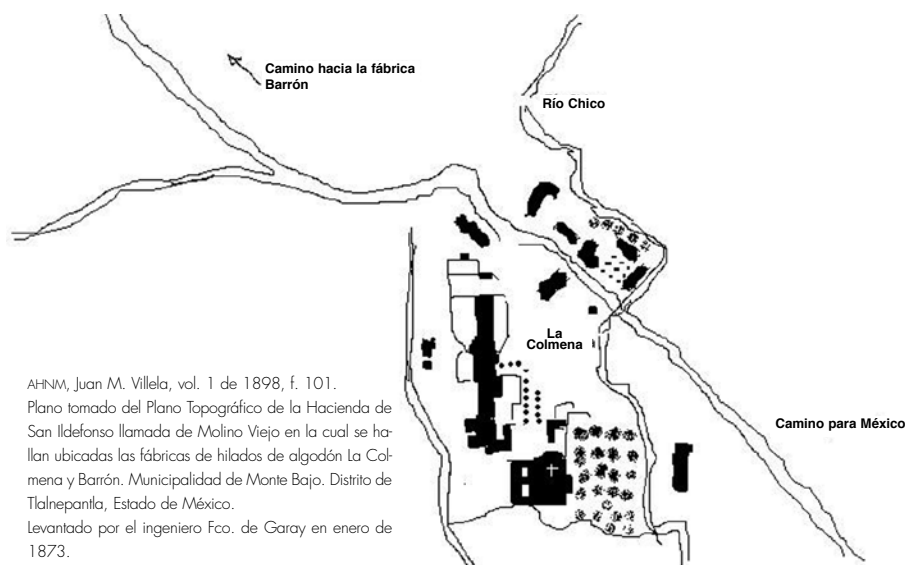 Camino hacia la fábrica
Barrón
Río Chico
La
Colmena
Camino para México
AHNM, Juan M. Villela, vol. 1 de 1898, f. 101.
Plano tomado del Plano Topográfico de la Hacienda de
San Ildefonso llamada de Molino Viejo en la cual se ha-
llan ubicadas las fábricas de hilados de algodón La Col-
mena y Barrón. Municipalidad de Monte Bajo. Distrito de
Tlalnepantla, Estado de México.
Levantado por el ingeniero Fco. de Garay en enero de
1873.